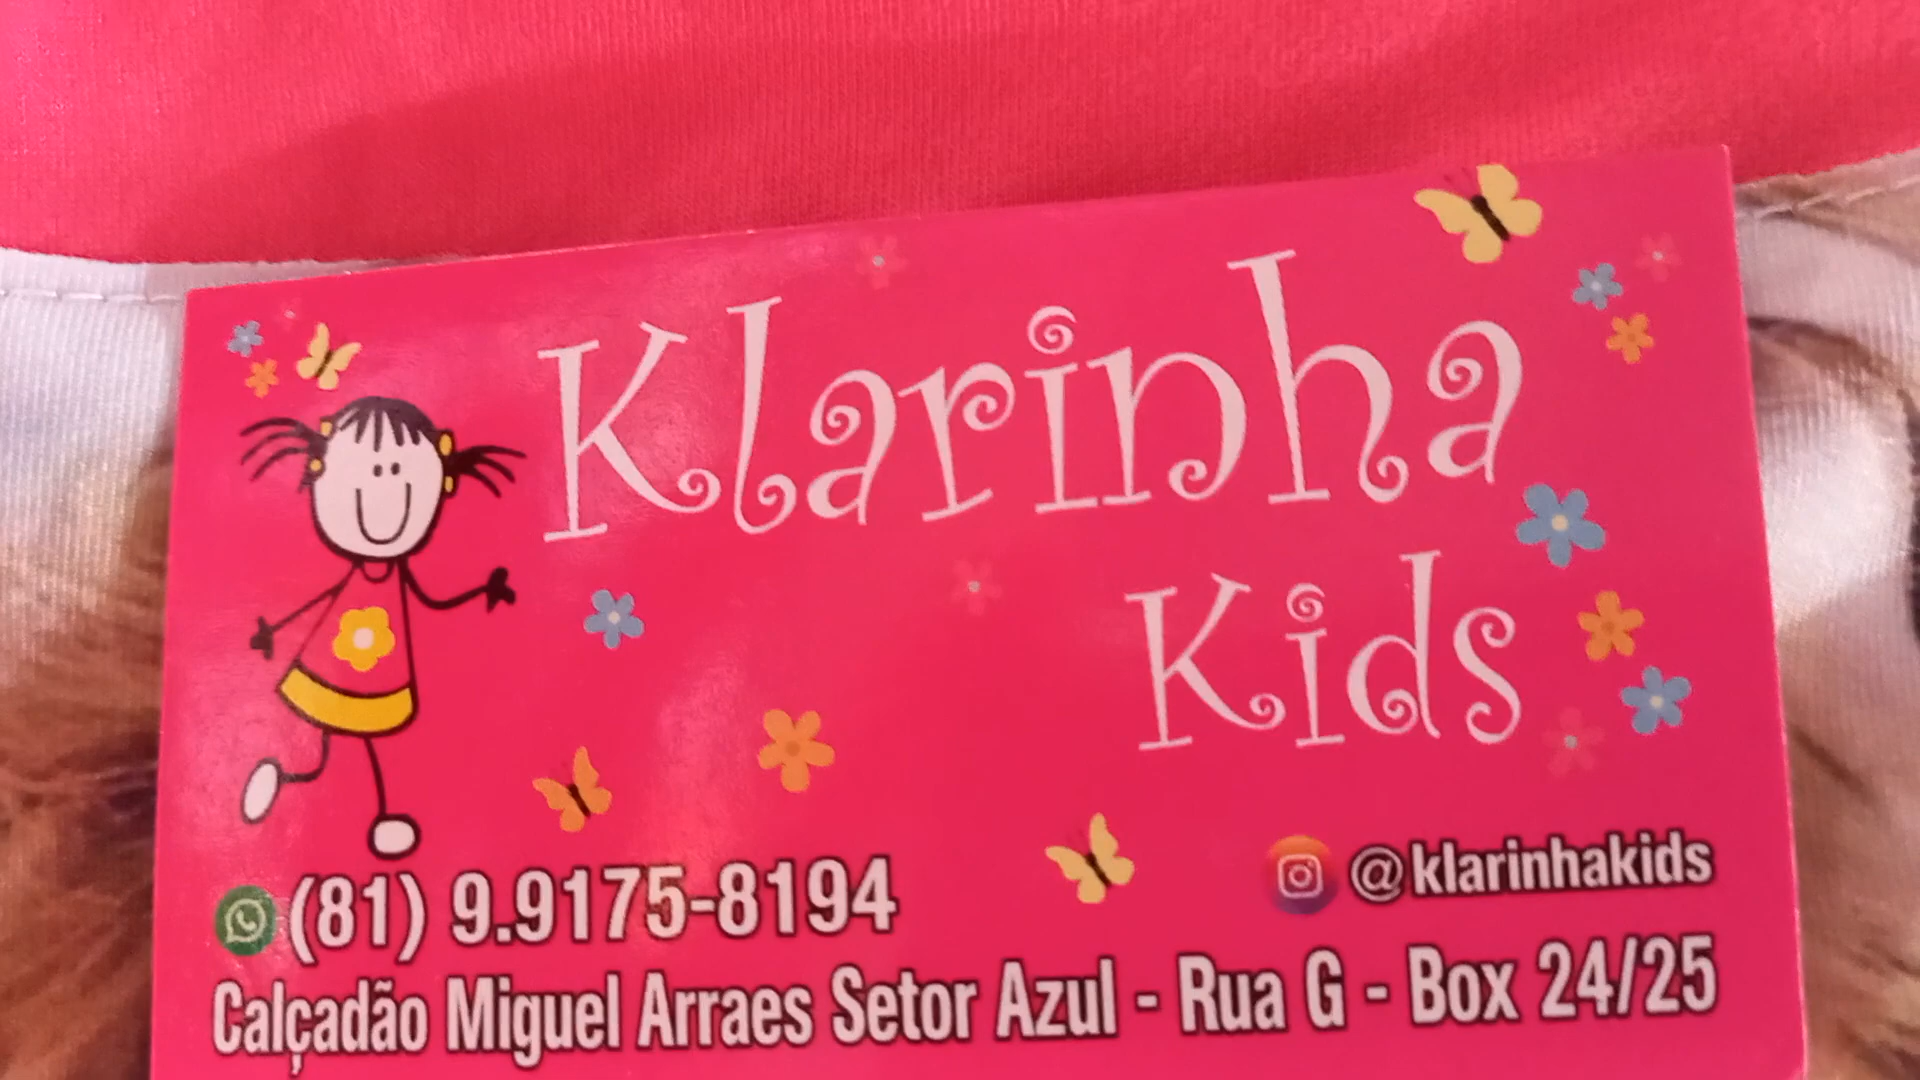 Klarinha
Kids
(81) 9.9175-8194
@klarinhakids
Calçadão Miguel Arraes Setor Azul - Rua G - Box 24/25